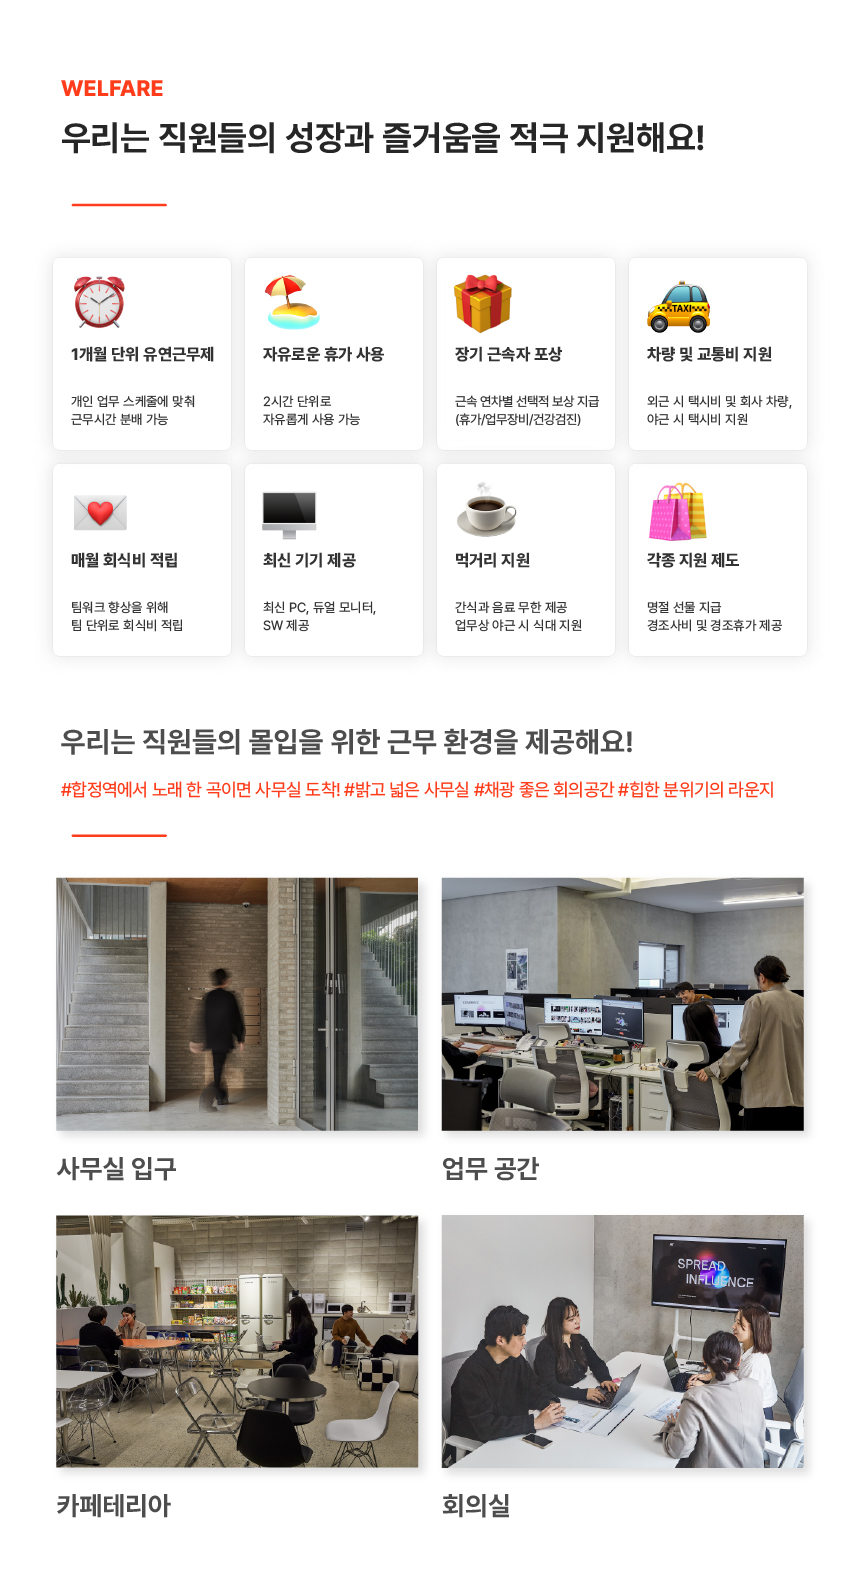 WELFARE
우리는 직원들의 성장과 즐거움을 적극 지원해요!
1개월 단위 유연근무제
개인 업무 스케줄에 맞춰
근무시간 분배 가능
자유로운 휴가 사용
2시간 단위로
자유롭게 사용 가능
장기 근속자 포상
근속 연차별 선택적 보상 지급
(휴가/업무장비/건강검진)
TAXI
차량 및 교통비 지원
외근 시 택시비 및 회사 차량,
야근 시 택시비 지원
매월 회식비 적립
팀워크 향상을 위해
팀 단위로 회식비 적립
최신 기기 제공
최신 PC, 듀얼 모니터,
SW 제공
먹거리 지원
간식과 음료 무한 제공
업무상 야근 시 식대 지원
각종 지원 제도
명절 선물 지급
경조사비 및 경조휴가 제공
우리는 직원들의 몰입을 위한 근무 환경을 제공해요!
#합정역에서 노래 한 곡이면 사무실 도착! #밝고 넓은 사무실 #채광 좋은 회의공간 #힙한 분위기의 라운지
사무실 입구
업무 공간
SPREAD
INFLUENCE
카페테리아
회의실